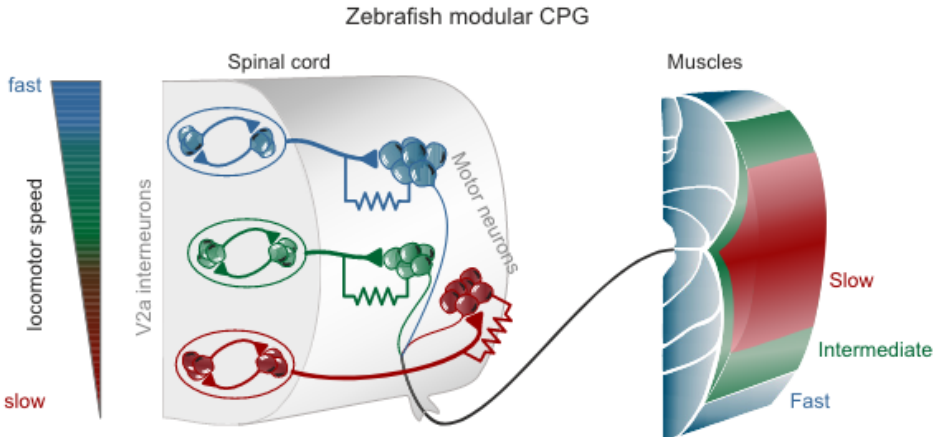 Zebrafish modular CPG
Spinal cord
Muscles
fast
locomotor speed
slow
V2a interneurons
Motor neurons
Slow
Intermediate
Fast